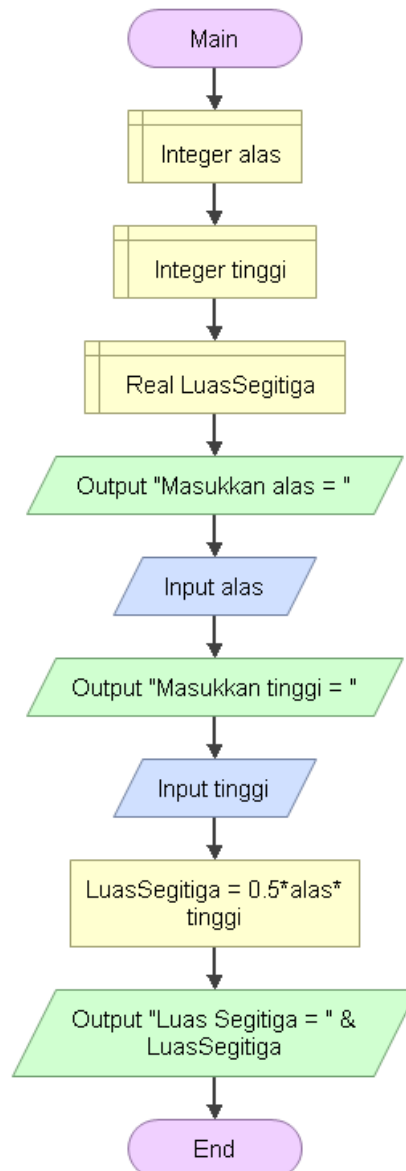 Main
Integer alas
Integer tinggi
Real LuasSegitiga
Output "Masukkan alas = "
Input alas
Output "Masukkan tinggi = "
Input tinggi
LuasSegitiga = 0.5*alas*
tinggi
Output "Luas Segitiga = " &
LuasSegitiga
End